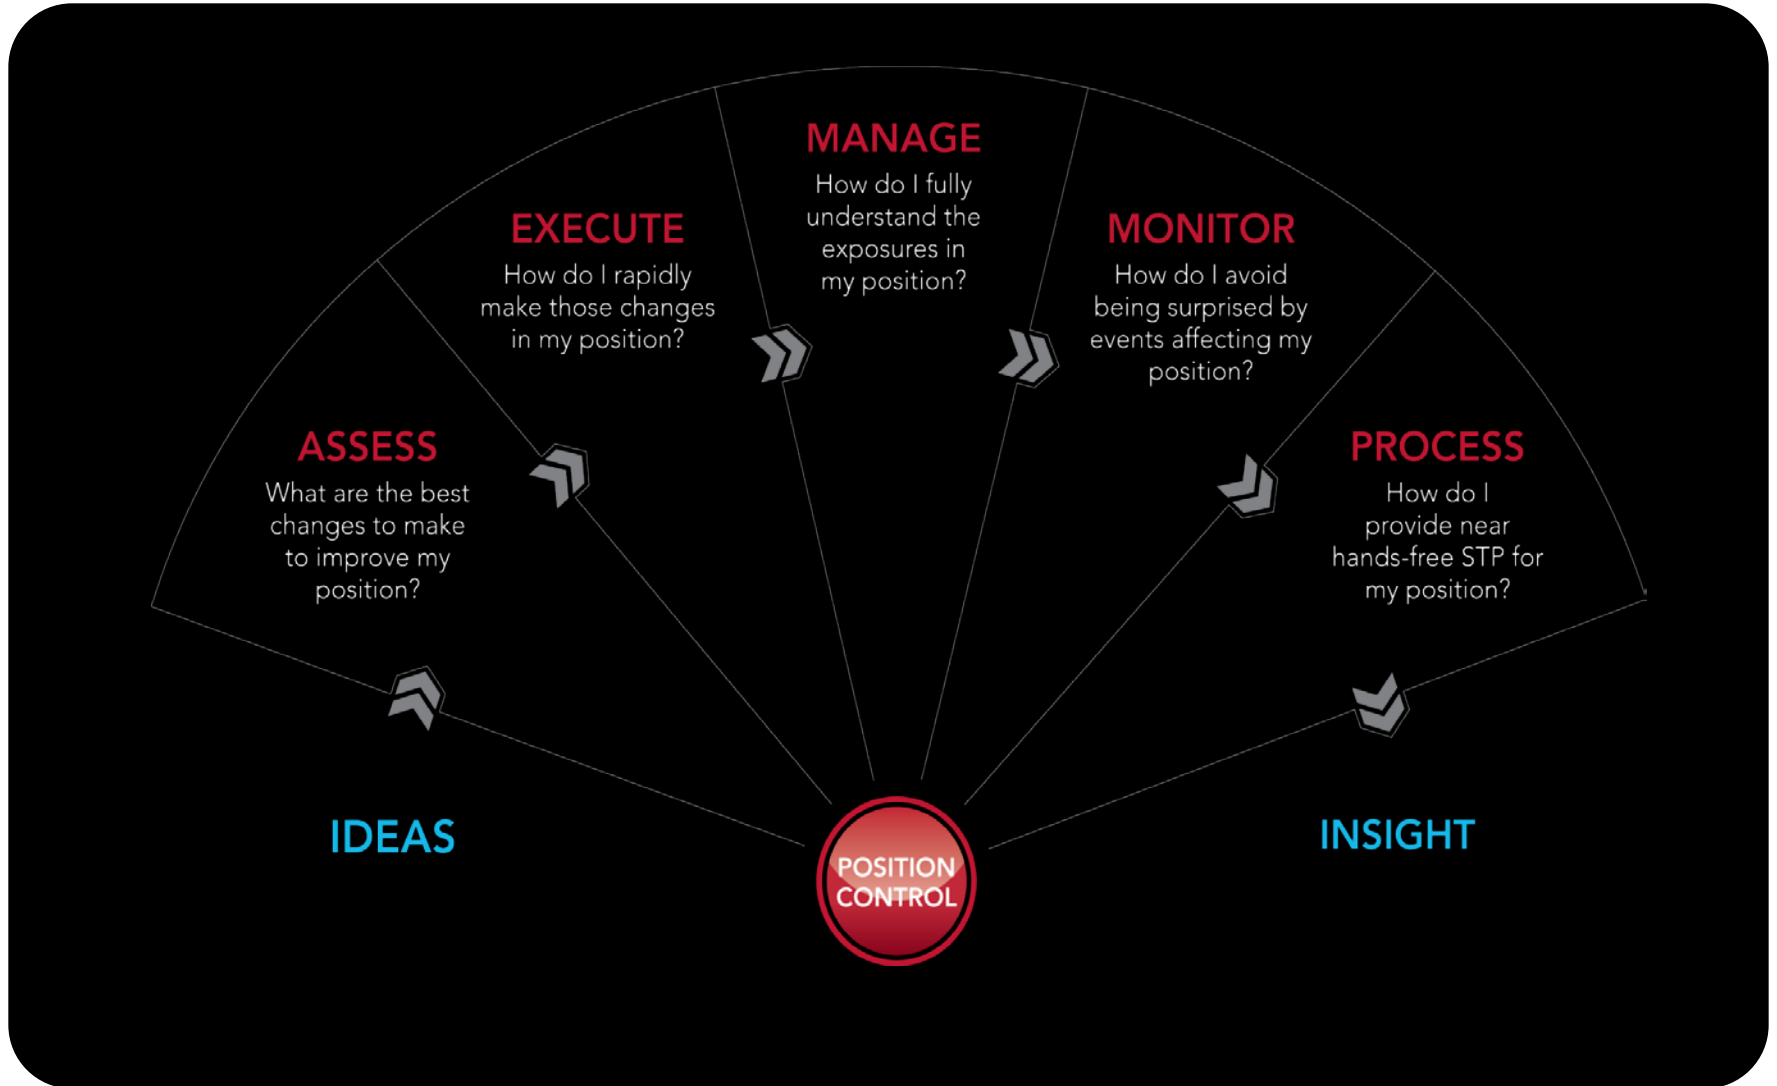 MANAGE
How do I fully
understand the
exposures in
my position?
EXECUTE
How do I rapidly
make those changes
in my position?
MONITOR
How do I avoid
being surprised by
events affecting my
position?
ASSESS
What are the best
changes to make
to improve my
position?
PROCESS
How do I
provide near
hands-free STP for
my position?
IDEAS
INSIGHT
POSITION
CONTROL